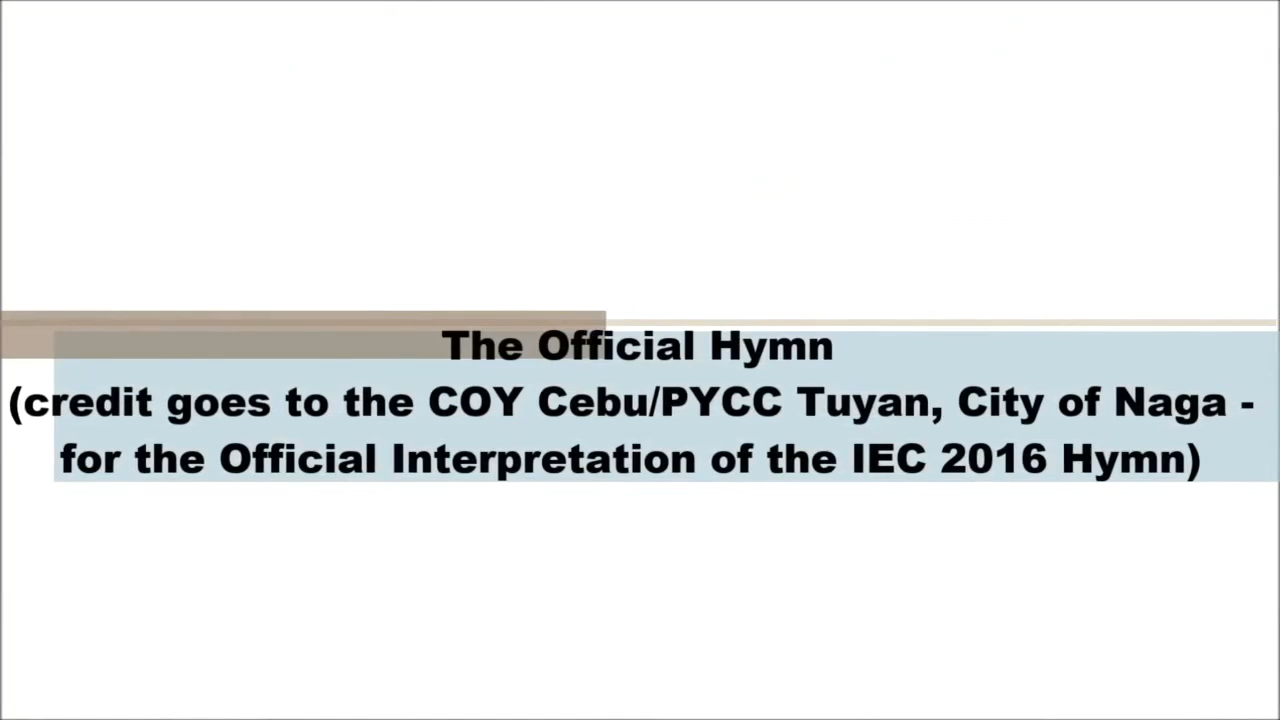 The Official Hymn
(credit goes to the COY Cebu/PYCC Tuyan, City of Naga -
for the Official Interpretation of the IEC 2016 Hymn)